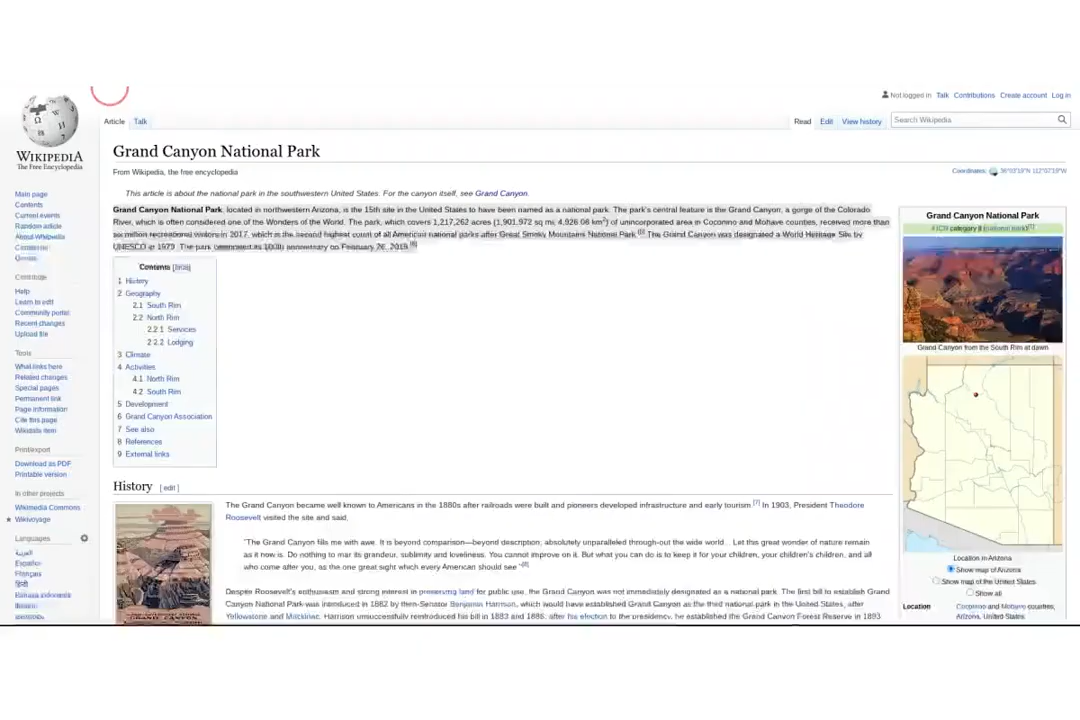 Not logged in Talk Contributions Create account Log in
Article Talk
Read Edit View history Search Wikipedia
WIKIPEDIA
The Free Encyclopedia
Main page
Contents
Current events
Random article
About Wikipedia
Contribute
Help
Learn to edit
Community portal
Recent changes
Upload file
Tools
What links here
Related changes
Special pages
Permanent link
Page information
Cite this page
Wikidata item
Print/export
Download as PDF
Printable version
In other projects
Wikimedia Commons
Wikivoyage
Languages
العربية
Español
Français
हिन्दी
Bahasa Indonesia
Grand Canyon National Park
From Wikipedia, the free encyclopedia
Coordinates:
This article is about the national park in the southwestern United States. For the canyon itself, see Grand Canyon.
Grand Canyon National Park, located in northwestern Arizona, is the 15th site in the United States to have been named as a national park. The park's central feature is the Grand Canyon, a gorge of the Colorado
River, which is often considered one of the Wonders of the World. The park, which covers 1,217,262 acres (1,901.972 sq mi; 4,926.08 km2) of unincorporated area in Coconino and Mohave counties, received more than
six million recreational visitors in 2017, which is the second highest count of all American national parks after Great Smoky Mountains National Park.[6] The Grand Canyon was designated a World Heritage Site by
UNESCO in 1979. The park celebrated its 100th anniversary on February 26, 2019.
Contents [hide]
1 History
2 Geography
2.1 South Rim
2.2 North Rim
2.2.1 Services
2.2.2 Lodging
3 Climate
4 Activities
4.1 North Rim
4.2 South Rim
5 Development
6 Grand Canyon Association
7 See also
8 References
9 External links
History [ edit ]
The Grand Canyon became well known to Americans in the 1880s after railroads were built and pioneers developed infrastructure and early tourism.[7] In 1903, President Theodore
Roosevelt visited the site and said,
"The Grand Canyon fills me with awe. It is beyond comparison—beyond description, absolutely unparalleled through-out the wide world... Let this great wonder of nature remain
as it now is. Do nothing to mar its grandeur, sublimity and loveliness. You cannot improve on it. But what you can do is to keep it for your children, your children's children, and all
who come after you, as the one great sight which every American should see."[8]
Despite Roosevelt's enthusiasm and strong interest in preserving land for public use, the Grand Canyon was not immediately designated as a national park. The first bill to establish Grand
Canyon National Park was introduced in 1882 by then-Senator Benjamin Harrison, which would have established Grand Canyon as the third national park in the United States, after
Yellowstone and Mackinac. Harrison unsuccessfully reintroduced his bill in 1883 and 1886; after his election to the presidency, he established the Grand Canyon Forest Reserve in 1893.
Grand Canyon National Park
IUCN category II (national park)[1]
Grand Canyon from the South Rim at dawn
Location in Arizona
Show map of Arizona
Show map of the United States
Show all
Location Coconino and Mohave counties,
Arizona, United States